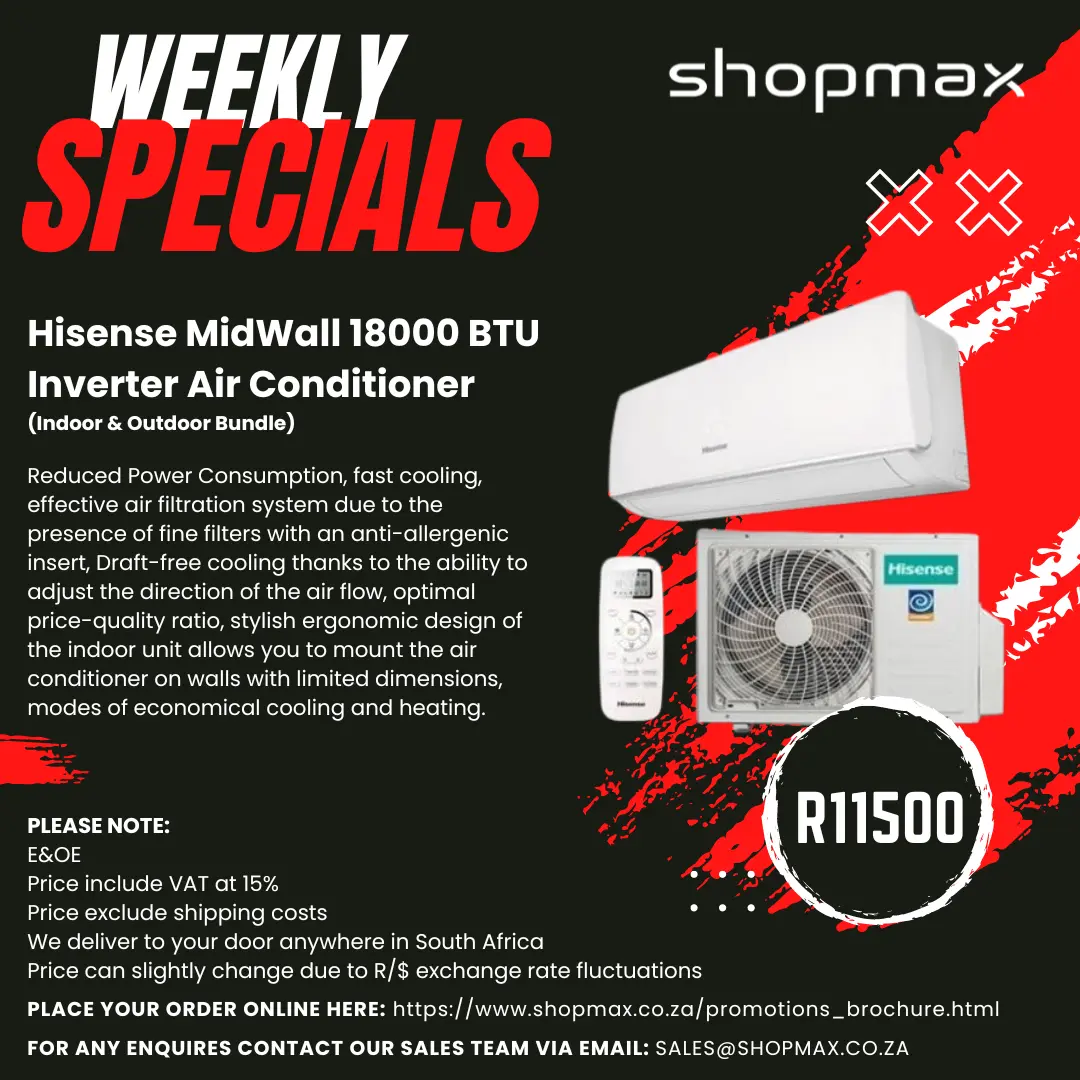 WEEKLY
SPECIALS
shopmax
Hisense MidWall 18000 BTU
Inverter Air Conditioner
(Indoor & Outdoor Bundle)
Reduced Power Consumption, fast cooling,
effective air filtration system due to the
presence of fine filters with an anti-allergenic
insert, Draft-free cooling thanks to the ability to
adjust the direction of the air flow, optimal
price-quality ratio, stylish ergonomic design of
the indoor unit allows you to mount the air
conditioner on walls with limited dimensions,
modes of economical cooling and heating.
Hisense
Hisense
Hisense
R11500
PLEASE NOTE:
E&OE
Price include VAT at 15%
Price exclude shipping costs
We deliver to your door anywhere in South Africa
Price can slightly change due to R/$ exchange rate fluctuations
PLACE YOUR ORDER ONLINE HERE: https://www.shopmax.co.za/promotions_brochure.html
FOR ANY ENQUIRES CONTACT OUR SALES TEAM VIA EMAIL: SALES@SHOPMAX.CO.ZA